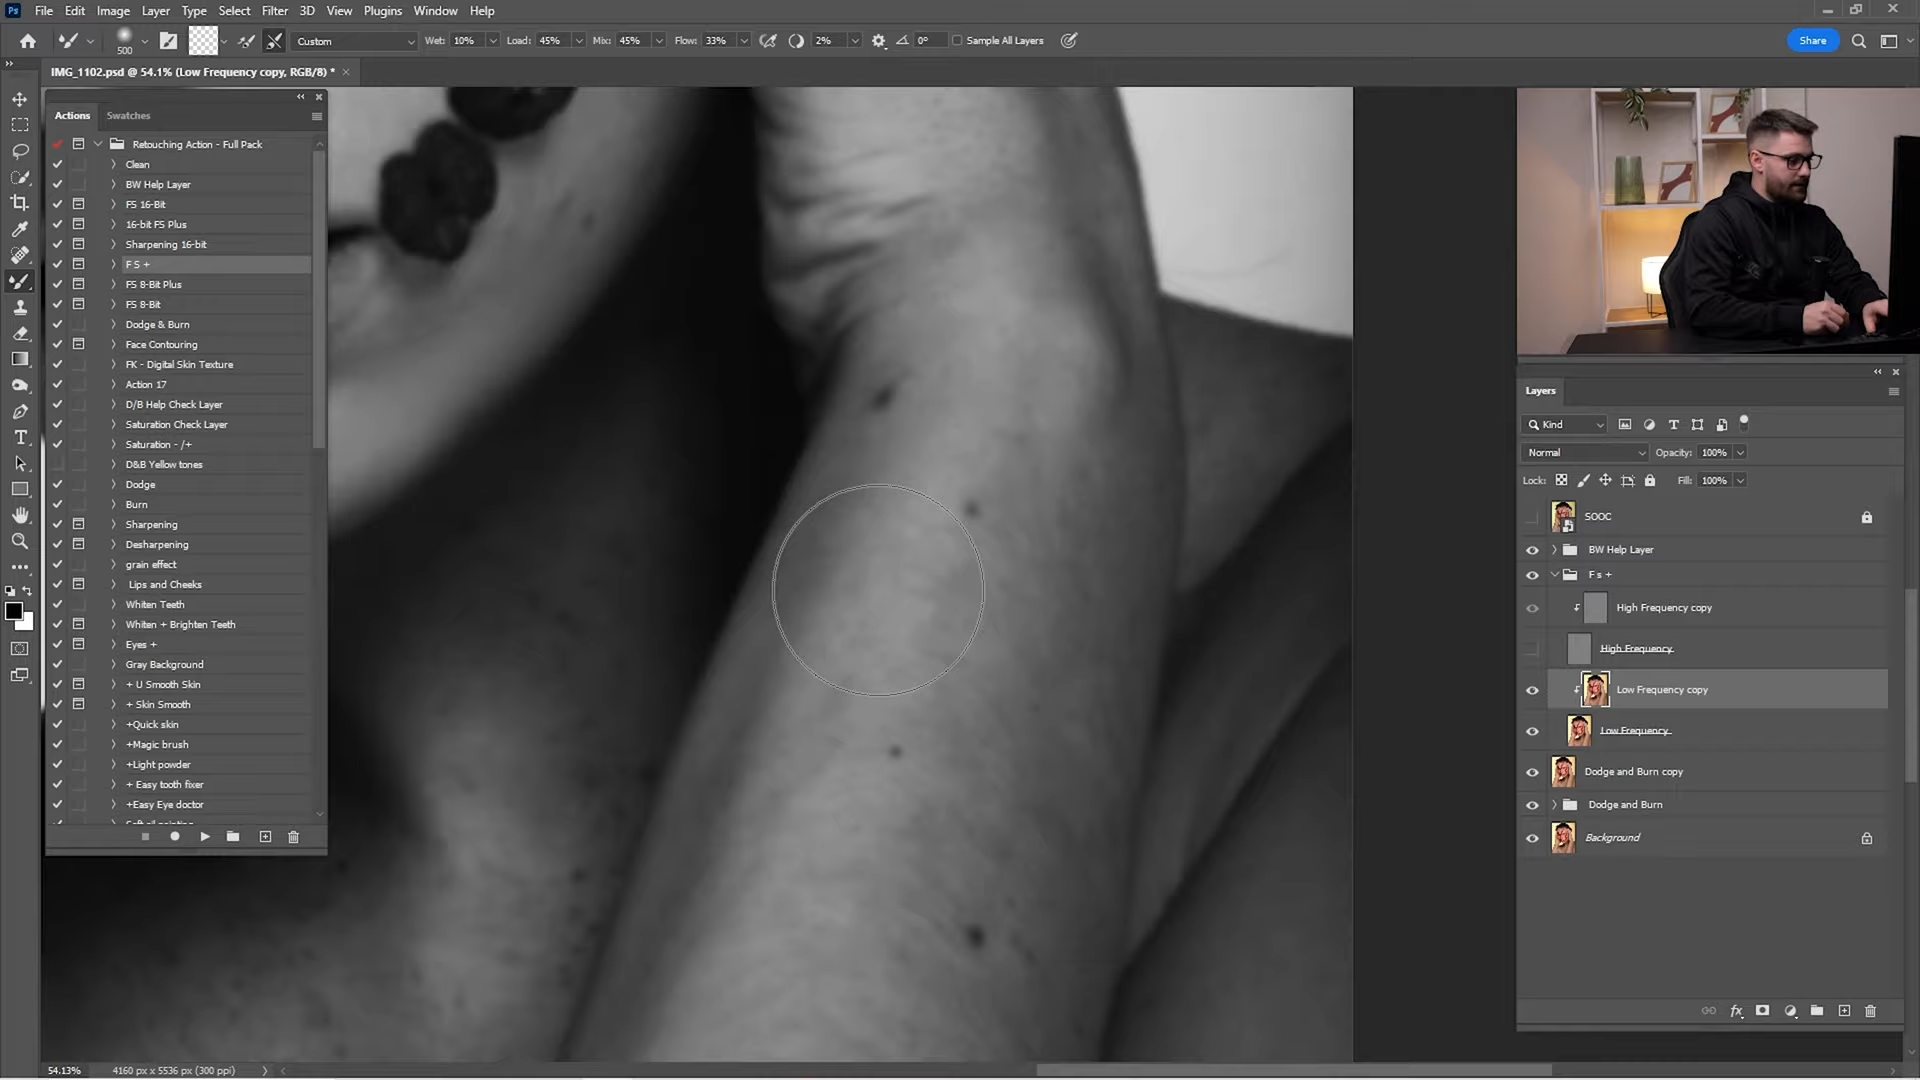 Ps File Edit Image Layer Type Select Filter 3D View Plugins Window Help
500 Custom Wet: 10% Load: 45% Mix: 45% Flow: 33% 2% 0° Sample All Layers Share
IMG_1102.psd @ 54.1% (Low Frequency copy, RGB/8) *
Actions Swatches
Retouching Action - Full Pack
Clean
BW Help Layer
FS 16-Bit
16-bit FS Plus
Sharpening 16-bit
F S +
FS 8-Bit Plus
FS 8-Bit
Dodge & Burn
Face Contouring
FK - Digital Skin Texture
Action 17
D/B Help Check Layer
Saturation Check Layer
Saturation - /+
D&B Yellow tones
Dodge
Burn
Sharpening
Desharpening
grain effect
Lips and Cheeks
Whiten Teeth
Whiten + Brighten Teeth
Eyes +
Gray Background
+ U Smooth Skin
+ Skin Smooth
+Quick skin
+Magic brush
+Light powder
+ Easy tooth fixer
+Easy Eye doctor
Layers
Kind
Normal Opacity: 100%
Lock: Fill: 100%
SOOC
BW Help Layer
F s +
High Frequency copy
High Frequency
Low Frequency copy
Low Frequency
Dodge and Burn copy
Dodge and Burn
Background
54.13% 4160 px x 5536 px (300 ppi)